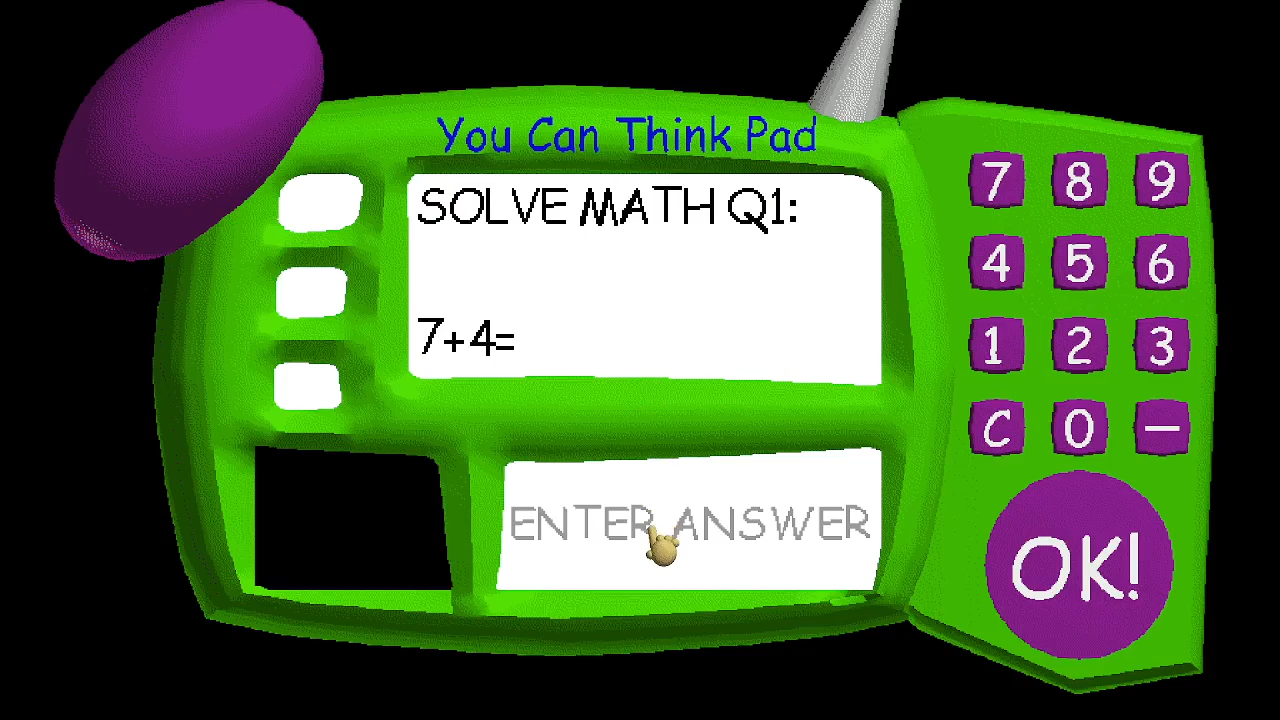 You Can Think Pad
SOLVE MATH Q1:
7+4=
ENTER ANSWER
7 8 9
4 5 6
1 2 3
C 0 —
OK!